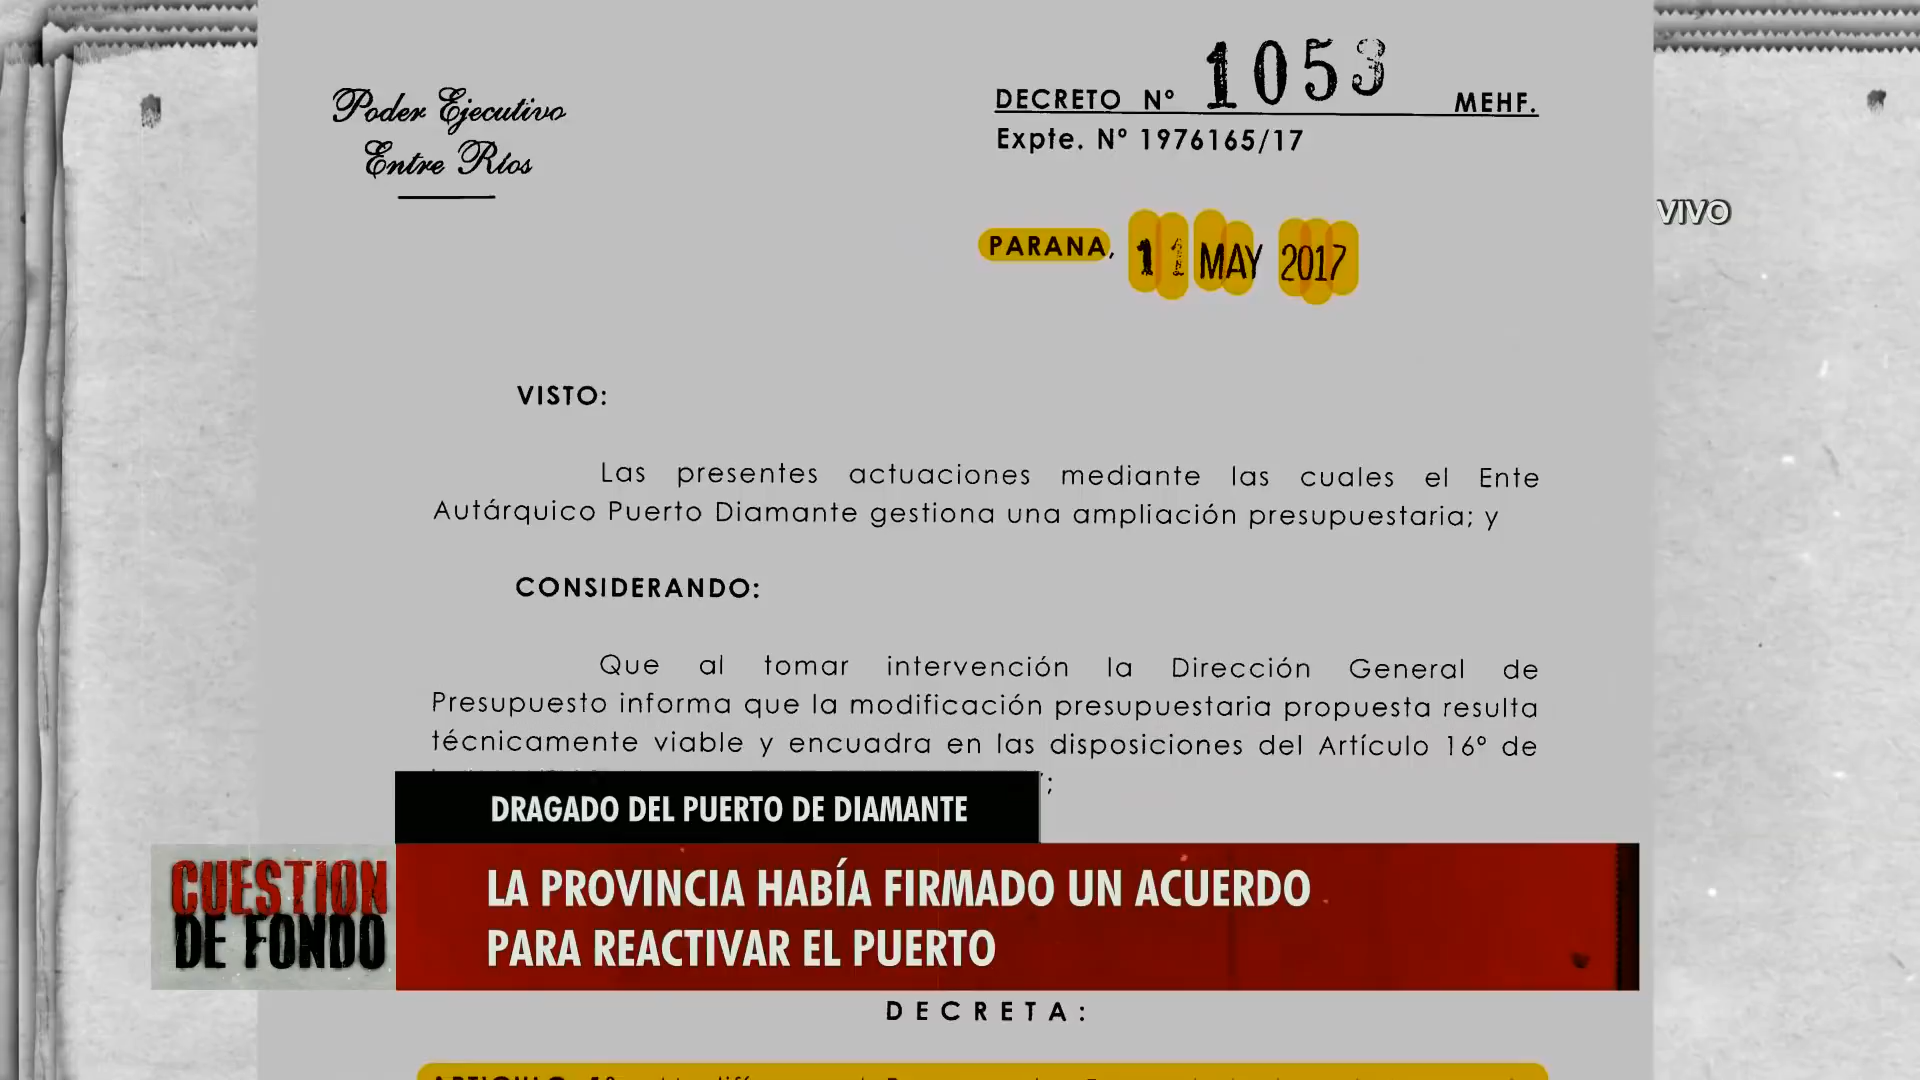 Poder Ejecutivo
Entre Ríos
DECRETO Nº 1053 MEHF.
Expte. Nº 1976165/17
PARANA, 11 MAY 2017
VIVO
VISTO:
Las presentes actuaciones mediante las cuales el Ente
Autárquico Puerto Diamante gestiona una ampliación presupuestaria; y
CONSIDERANDO:
Que al tomar intervención la Dirección General de
Presupuesto informa que la modificación presupuestaria propuesta resulta
técnicamente viable y encuadra en las disposiciones del Artículo 16º de
DRAGADO DEL PUERTO DE DIAMANTE
CUESTION
DE FONDO
LA PROVINCIA HABÍA FIRMADO UN ACUERDO
PARA REACTIVAR EL PUERTO
DECRETA: